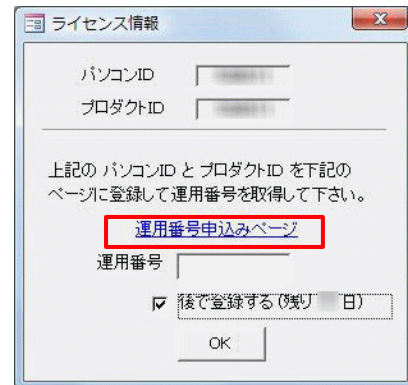 ライセンス情報
パソコンID
プロダクトID
上記の パソコンID と プロダクトID を下記の
ページに登録して運用番号を取得して下さい。
運用番号申込みページ
運用番号
後で登録する(残り 日)
OK